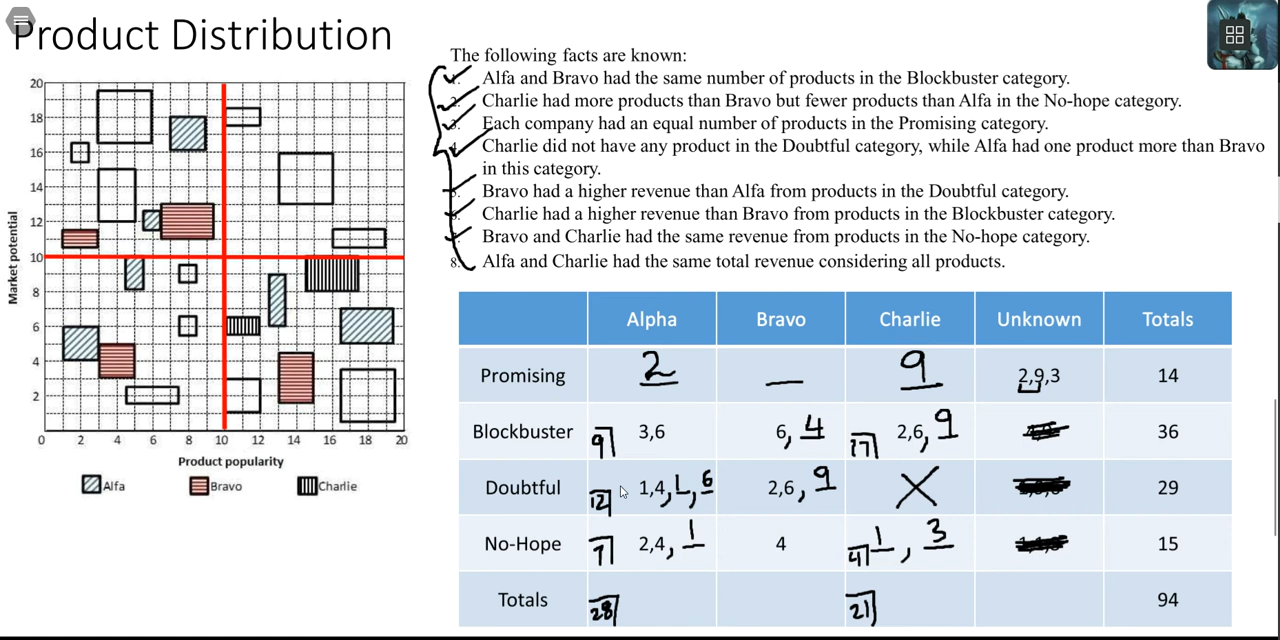 Product Distribution
The following facts are known:
Alfa and Bravo had the same number of products in the Blockbuster category.
Charlie had more products than Bravo but fewer products than Alfa in the No-hope category.
Each company had an equal number of products in the Promising category.
Charlie did not have any product in the Doubtful category, while Alfa had one product more than Bravo
in this category.
Bravo had a higher revenue than Alfa from products in the Doubtful category.
Charlie had a higher revenue than Bravo from products in the Blockbuster category.
Bravo and Charlie had the same revenue from products in the No-hope category.
8. Alfa and Charlie had the same total revenue considering all products.
20
18
16
14
12
10
8
6
4
2
0 2 4 6 8 10 12 14 16 18 20
Market potential
Product popularity
Alfa Bravo Charlie
Alpha Bravo Charlie Unknown Totals
Promising 2 — 9 2,9,3 14
Blockbuster 9 3,6 6, 4 17 2,6, 9 36
Doubtful 12 1,4, 1, 6 2,6, 9 X 29
No-Hope 7 2,4, 1 4 4 1, 3 15
Totals 28 21 94